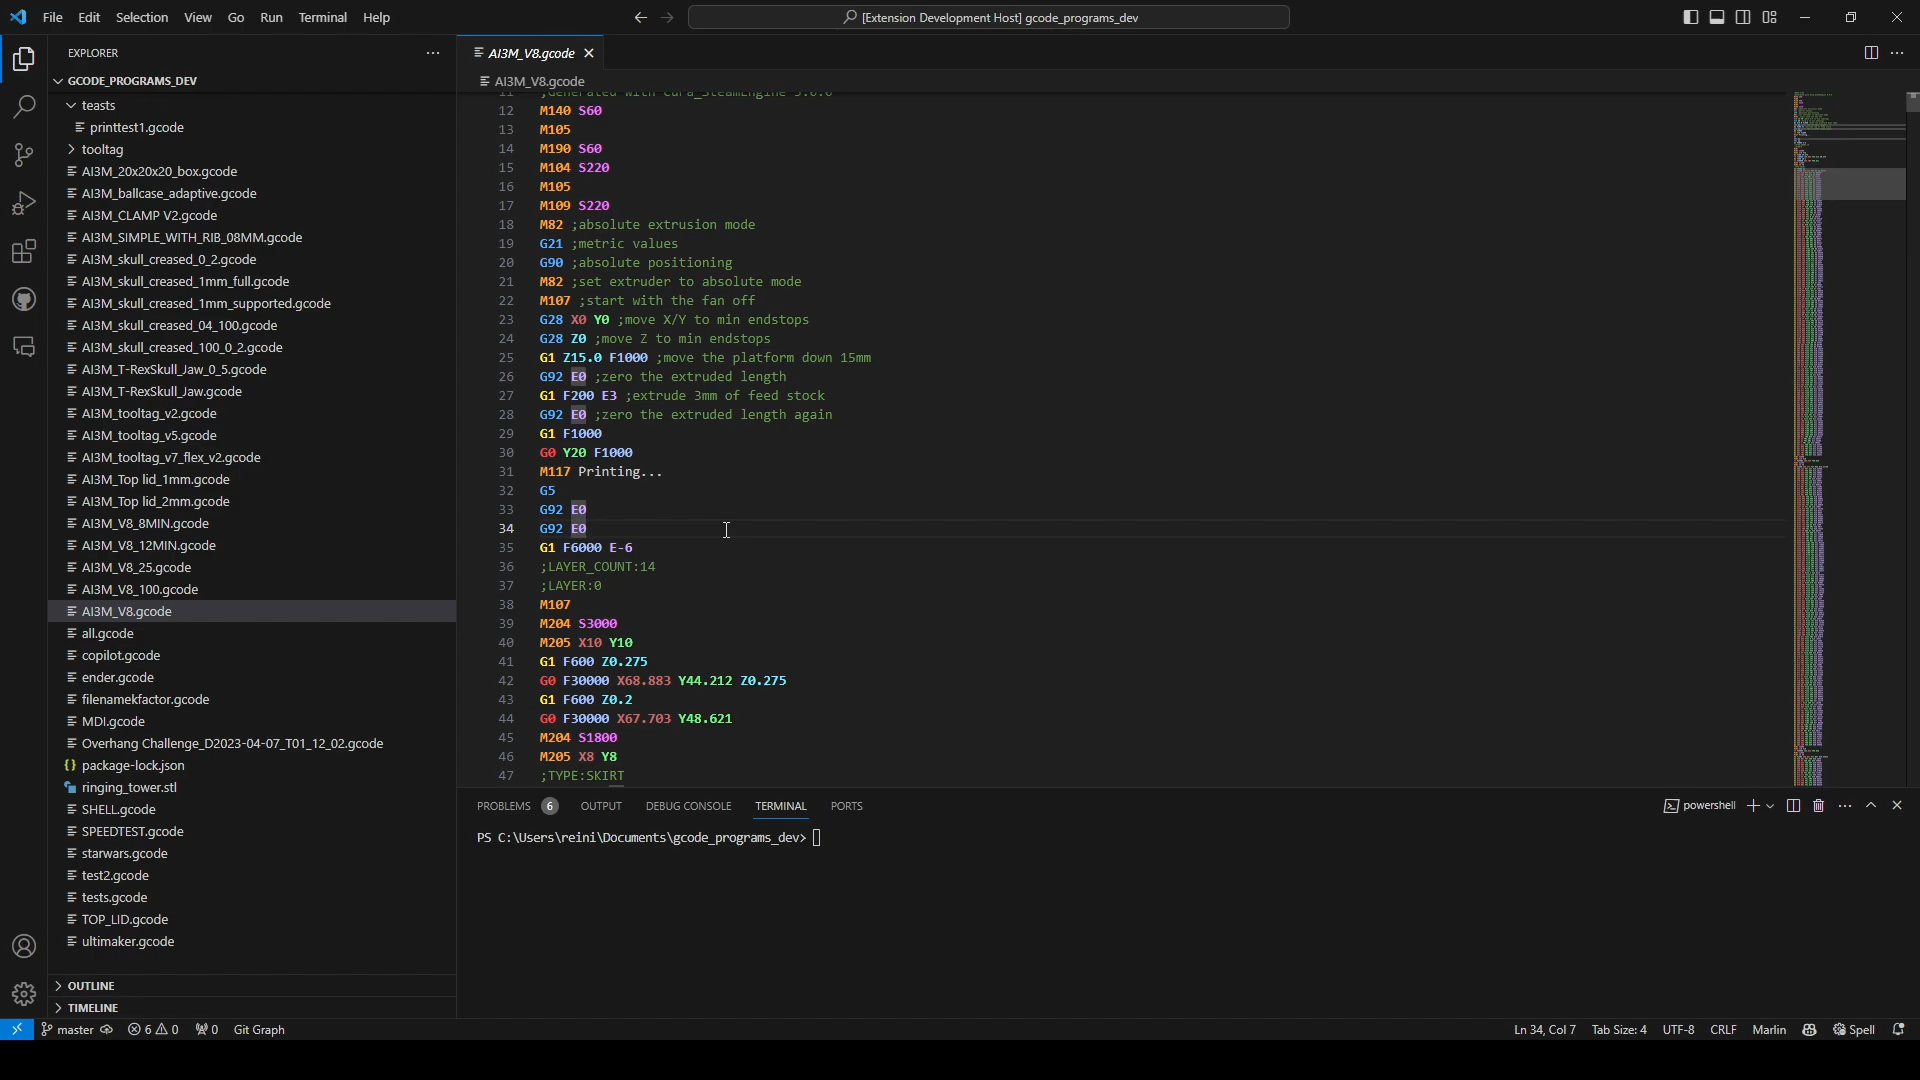 File Edit Selection View Go Run Terminal Help
[Extension Development Host] gcode_programs_dev
EXPLORER
GCODE_PROGRAMS_DEV
teasts
printtest1.gcode
tooltag
AI3M_20x20x20_box.gcode
AI3M_ballcase_adaptive.gcode
AI3M_CLAMP V2.gcode
AI3M_SIMPLE_WITH_RIB_08MM.gcode
AI3M_skull_creased_0_2.gcode
AI3M_skull_creased_1mm_full.gcode
AI3M_skull_creased_1mm_supported.gcode
AI3M_skull_creased_04_100.gcode
AI3M_skull_creased_100_0_2.gcode
AI3M_T-RexSkull_Jaw_0_5.gcode
AI3M_T-RexSkull_Jaw.gcode
AI3M_tooltag_v2.gcode
AI3M_tooltag_v5.gcode
AI3M_tooltag_v7_flex_v2.gcode
AI3M_Top lid_1mm.gcode
AI3M_Top lid_2mm.gcode
AI3M_V8_8MIN.gcode
AI3M_V8_12MIN.gcode
AI3M_V8_25.gcode
AI3M_V8_100.gcode
AI3M_V8.gcode
all.gcode
copilot.gcode
ender.gcode
filenamekfactor.gcode
MDI.gcode
Overhang Challenge_D2023-04-07_T01_12_02.gcode
package-lock.json
ringing_tower.stl
SHELL.gcode
SPEEDTEST.gcode
starwars.gcode
test2.gcode
tests.gcode
TOP_LID.gcode
ultimaker.gcode
OUTLINE
TIMELINE
AI3M_V8.gcode
AI3M_V8.gcode
11 ;Generated with Cura_SteamEngine 5.0.0
12 M140 S60
13 M105
14 M190 S60
15 M104 S220
16 M105
17 M109 S220
18 M82 ;absolute extrusion mode
19 G21 ;metric values
20 G90 ;absolute positioning
21 M82 ;set extruder to absolute mode
22 M107 ;start with the fan off
23 G28 X0 Y0 ;move X/Y to min endstops
24 G28 Z0 ;move Z to min endstops
25 G1 Z15.0 F1000 ;move the platform down 15mm
26 G92 E0 ;zero the extruded length
27 G1 F200 E3 ;extrude 3mm of feed stock
28 G92 E0 ;zero the extruded length again
29 G1 F1000
30 G0 Y20 F1000
31 M117 Printing...
32 G5
33 G92 E0
34 G92 E0
35 G1 F6000 E-6
36 ;LAYER_COUNT:14
37 ;LAYER:0
38 M107
39 M204 S3000
40 M205 X10 Y10
41 G1 F600 Z0.275
42 G0 F30000 X68.883 Y44.212 Z0.275
43 G1 F600 Z0.2
44 G0 F30000 X67.703 Y48.621
45 M204 S1800
46 M205 X8 Y8
47 ;TYPE:SKIRT
PROBLEMS 6 OUTPUT DEBUG CONSOLE TERMINAL PORTS
powershell
PS C:\Users\reini\Documents\gcode_programs_dev>
master 6 0 0 Git Graph
Ln 34, Col 7 Tab Size: 4 UTF-8 CRLF Marlin Spell